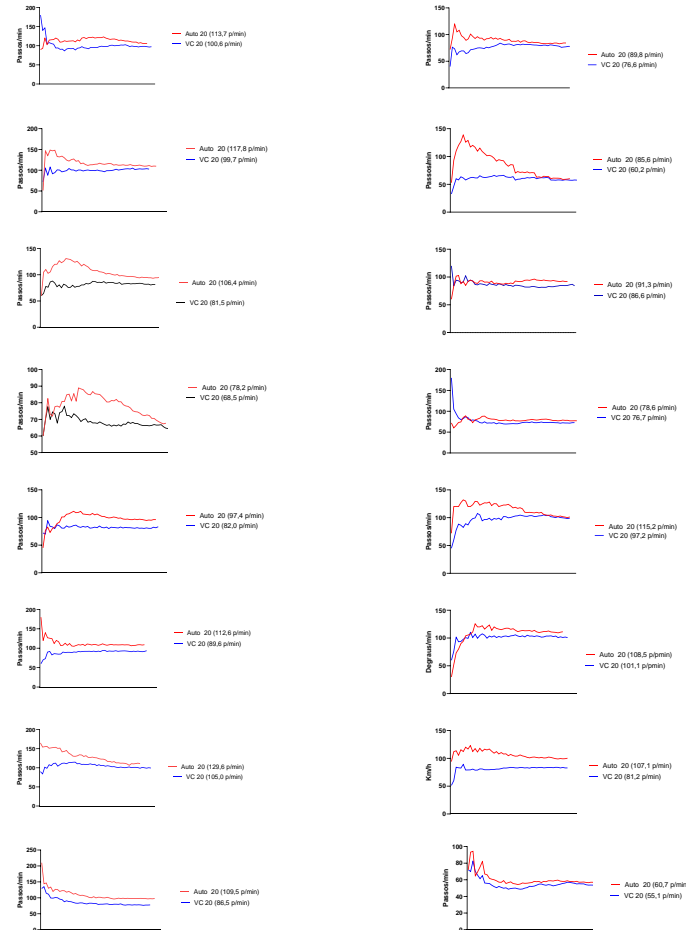 Passos/min
200
150
100
50
0
Auto 20 (113,7 p/min)
VC 20 (100,6 p/min)
Passos/min
150
100
50
0
Auto 20 (89,8 p/min)
VC 20 (76,6 p/min)
Passos/min
200
150
100
50
0
Auto 20 (117,8 p/min)
VC 20 (99,7 p/min)
Passos/min
150
100
50
0
(85,6 p/min)
(60,2 p/min)
Passos/min
150
100
50
0
Auto 20 (106,4 p/min)
VC 20 (81,5 p/min)
Passos/min
150
100
50
0
Auto 20 (91,3 p/min)
VC 20 (86,6 p/min)
Passos/min
100
90
80
70
60
50
Auto 20 (78,2 p/min)
VC 20 (68,5 p/min)
Passos/min
200
150
100
50
0
Auto 20 (78,6 p/min)
VC 20 76,7 p/min)
Passos/min
150
100
50
0
Auto 20 (97,4 p/min)
VC 20 (82,0 p/min)
Passos/min
150
100
50
0
Auto 20 (115,2 p/min)
VC 20 (97,2 p/min)
Passos/min
200
150
100
50
0
Auto 20 (112,6 p/min)
VC 20 (89,6 p/min)
Degraus/min
150
100
50
0
Auto 20 (108,5 p/pmin)
VC 20 (101,1 p/pmin)
Passos/min
200
150
100
50
0
Auto 20 (129,6 p/min)
VC 20 (105,0 p/min)
Km/h
150
100
50
0
Auto 20 (107,1 p/min)
VC 20 (81,2 p/min)
Passos/min
250
200
150
100
50
0
Auto 20 (109,5 p/min)
VC 20 (86,5 p/min)
Passos/min
100
80
60
40
20
0
Auto 20 (60,7 p/min
VC 20 (55,1 p/min)